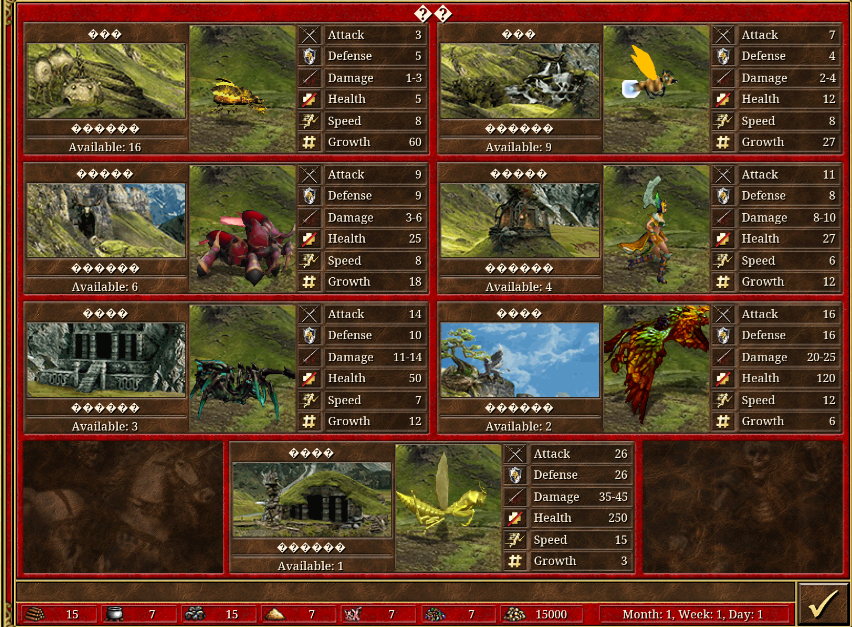 Attack 3
Defense 5
Damage 1-3
Health 5
Speed 8
Growth 60
Available: 16
Attack 7
Defense 4
Damage 2-4
Health 12
Speed 8
Growth 27
Available: 9
Attack 9
Defense 9
Damage 3-6
Health 25
Speed 8
Growth 18
Available: 6
Attack 11
Defense 8
Damage 8-10
Health 27
Speed 6
Growth 12
Available: 4
Attack 14
Defense 10
Damage 11-14
Health 50
Speed 7
Growth 12
Available: 3
Attack 16
Defense 16
Damage 20-25
Health 120
Speed 12
Growth 6
Available: 2
Attack 26
Defense 26
Damage 35-45
Health 250
Speed 15
Growth 3
Available: 1
15 7 15 7 7 7 15000 Month: 1, Week: 1, Day: 1